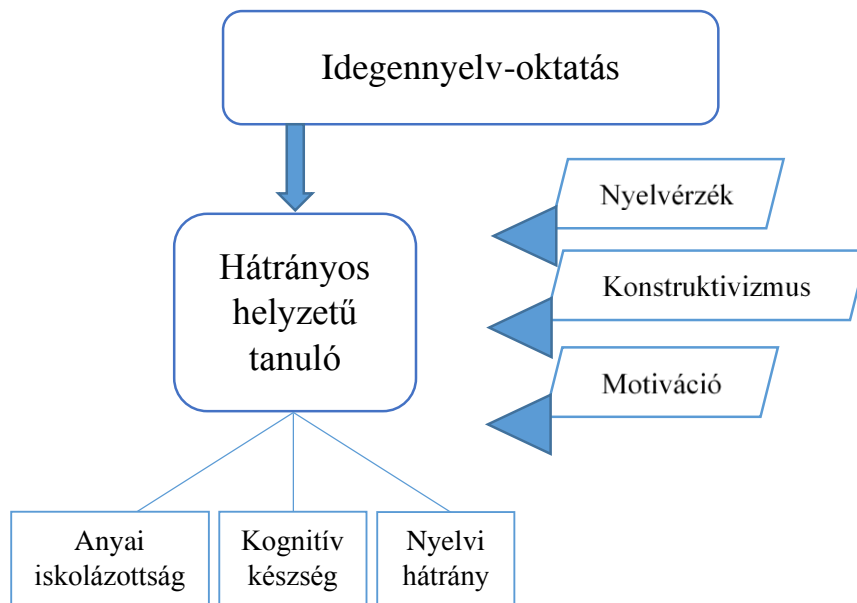 Idegennyelv-oktatás
Nyelvérzék
Hátrányos
helyzetű
tanuló
Konstruktivizmus
Motiváció
Anyai
iskolázottság
Kognitív
készség
Nyelvi
hátrány